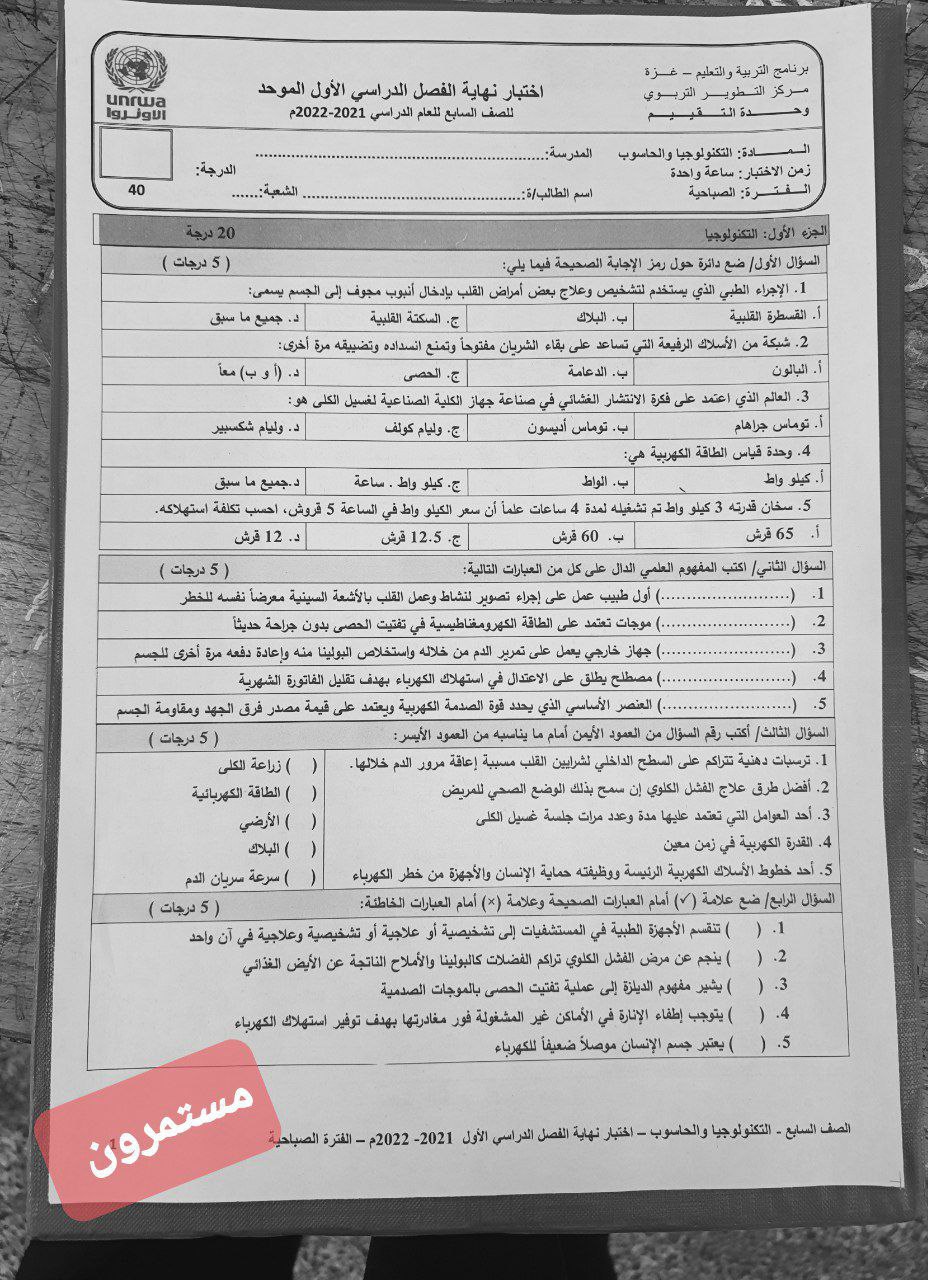 برنامج التربية والتعليم – غزة
مركز التطوير التربوي
وحدة التقييم
اختبار نهاية الفصل الدراسي الأول الموحد
للصف السابع للعام الدراسي 2021-2022م
unrwa
الأونروا
المادة: التكنولوجيا والحاسوب المدرسة:........................................................
زمن الاختبار: ساعة واحدة الدرجة:
الفترة: الصباحية اسم الطالب/ة:........................................... الشعبة:......
40
الجزء الأول: التكنولوجيا 20 درجة
السؤال الأول/ ضع دائرة حول رمز الإجابة الصحيحة فيما يلي: ( 5 درجات )
1. الإجراء الطبي الذي يستخدم لتشخيص وعلاج بعض أمراض القلب بإدخال أنبوب مجوف إلى الجسم يسمى:
أ. القسطرة القلبية ب. البلاك ج. السكتة القلبية د. جميع ما سبق
2. شبكة من الأسلاك الرفيعة التي تساعد على بقاء الشريان مفتوحاً وتمنع انسداده وتضييقه مرة أخرى:
أ. البالون ب. الدعامة ج. الحصى د. (أ و ب) معاً
3. العالم الذي اعتمد على فكرة الانتشار الغشائي في صناعة جهاز الكلية الصناعية لغسيل الكلى هو:
أ. توماس جراهام ب. توماس أديسون ج. وليام كولف د. وليام شكسبير
4. وحدة قياس الطاقة الكهربية هي:
أ. كيلو واط ب. الواط ج. كيلو واط . ساعة د.جميع ما سبق
5. سخان قدرته 3 كيلو واط تم تشغيله لمدة 4 ساعات علماً أن سعر الكيلو واط في الساعة 5 قروش، احسب تكلفة استهلاكه.
أ. 65 قرش ب. 60 قرش ج. 12.5 قرش د. 12 قرش
السؤال الثاني/ اكتب المفهوم العلمي الدال على كل من العبارات التالية: ( 5 درجات )
1. (........................) أول طبيب عمل على إجراء تصوير لنشاط وعمل القلب بالأشعة السينية معرضاً نفسه للخطر
2. (........................) موجات تعتمد على الطاقة الكهرومغناطيسية في تفتيت الحصى بدون جراحة حديثاً
3. (........................) جهاز خارجي يعمل على تمرير الدم من خلاله واستخلاص البولينا منه وإعادة دفعه مرة أخرى للجسم
4. (........................) مصطلح يطلق على الاعتدال في استهلاك الكهرباء بهدف تقليل الفاتورة الشهرية
5. (........................) العنصر الأساسي الذي يحدد قوة الصدمة الكهربية ويعتمد على قيمة مصدر فرق الجهد ومقاومة الجسم
السؤال الثالث/ أكتب رقم السؤال من العمود الأيمن أمام ما يناسبه من العمود الأيسر: ( 5 درجات )
1. ترسبات دهنية تتراكم على السطح الداخلي لشرايين القلب مسببة إعاقة مرور الدم خلالها. ( ) زراعة الكلى
2. أفضل طرق علاج الفشل الكلوي إن سمح بذلك الوضع الصحي للمريض ( ) الطاقة الكهربائية
3. أحد العوامل التي تعتمد عليها مدة وعدد مرات جلسة غسيل الكلى ( ) الأرضي
4. القدرة الكهربية في زمن معين ( ) البلاك
5. أحد خطوط الأسلاك الكهربية الرئيسة ووظيفته حماية الإنسان والأجهزة من خطر الكهرباء ( ) سرعة سريان الدم
السؤال الرابع/ ضع علامة (✓) أمام العبارات الصحيحة وعلامة (×) أمام العبارات الخاطئة: ( 5 درجات )
1. ( ) تنقسم الأجهزة الطبية في المستشفيات إلى تشخيصية أو علاجية أو تشخيصية وعلاجية في آن واحد
2. ( ) ينجم عن مرض الفشل الكلوي تراكم الفضلات كالبولينا والأملاح الناتجة عن الأيض الغذائي
3. ( ) يشير مفهوم الديلزة إلى عملية تفتيت الحصى بالموجات الصدمية
4. ( ) يتوجب إطفاء الإنارة في الأماكن غير المشغولة فور مغادرتها بهدف توفير استهلاك الكهرباء
5. ( ) يعتبر جسم الإنسان موصلاً ضعيفاً للكهرباء
الصف السابع - التكنولوجيا والحاسوب – اختبار نهاية الفصل الدراسي الأول 2021- 2022م – الفترة الصباحية 1
مستمرون